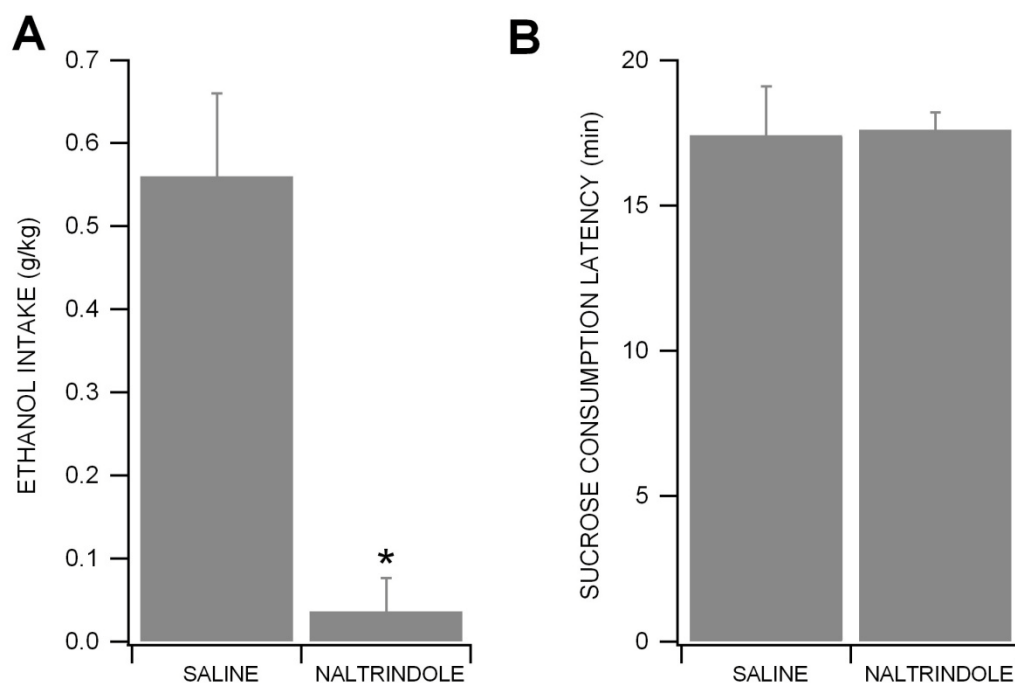 A
ETHANOL INTAKE (g/kg)
0.7
0.6
0.5
0.4
0.3
0.2
0.1
0.0
*
SALINE NALTRINDOLE
B
SUCROSE CONSUMPTION LATENCY (min)
20
15
10
5
0
SALINE NALTRINDOLE